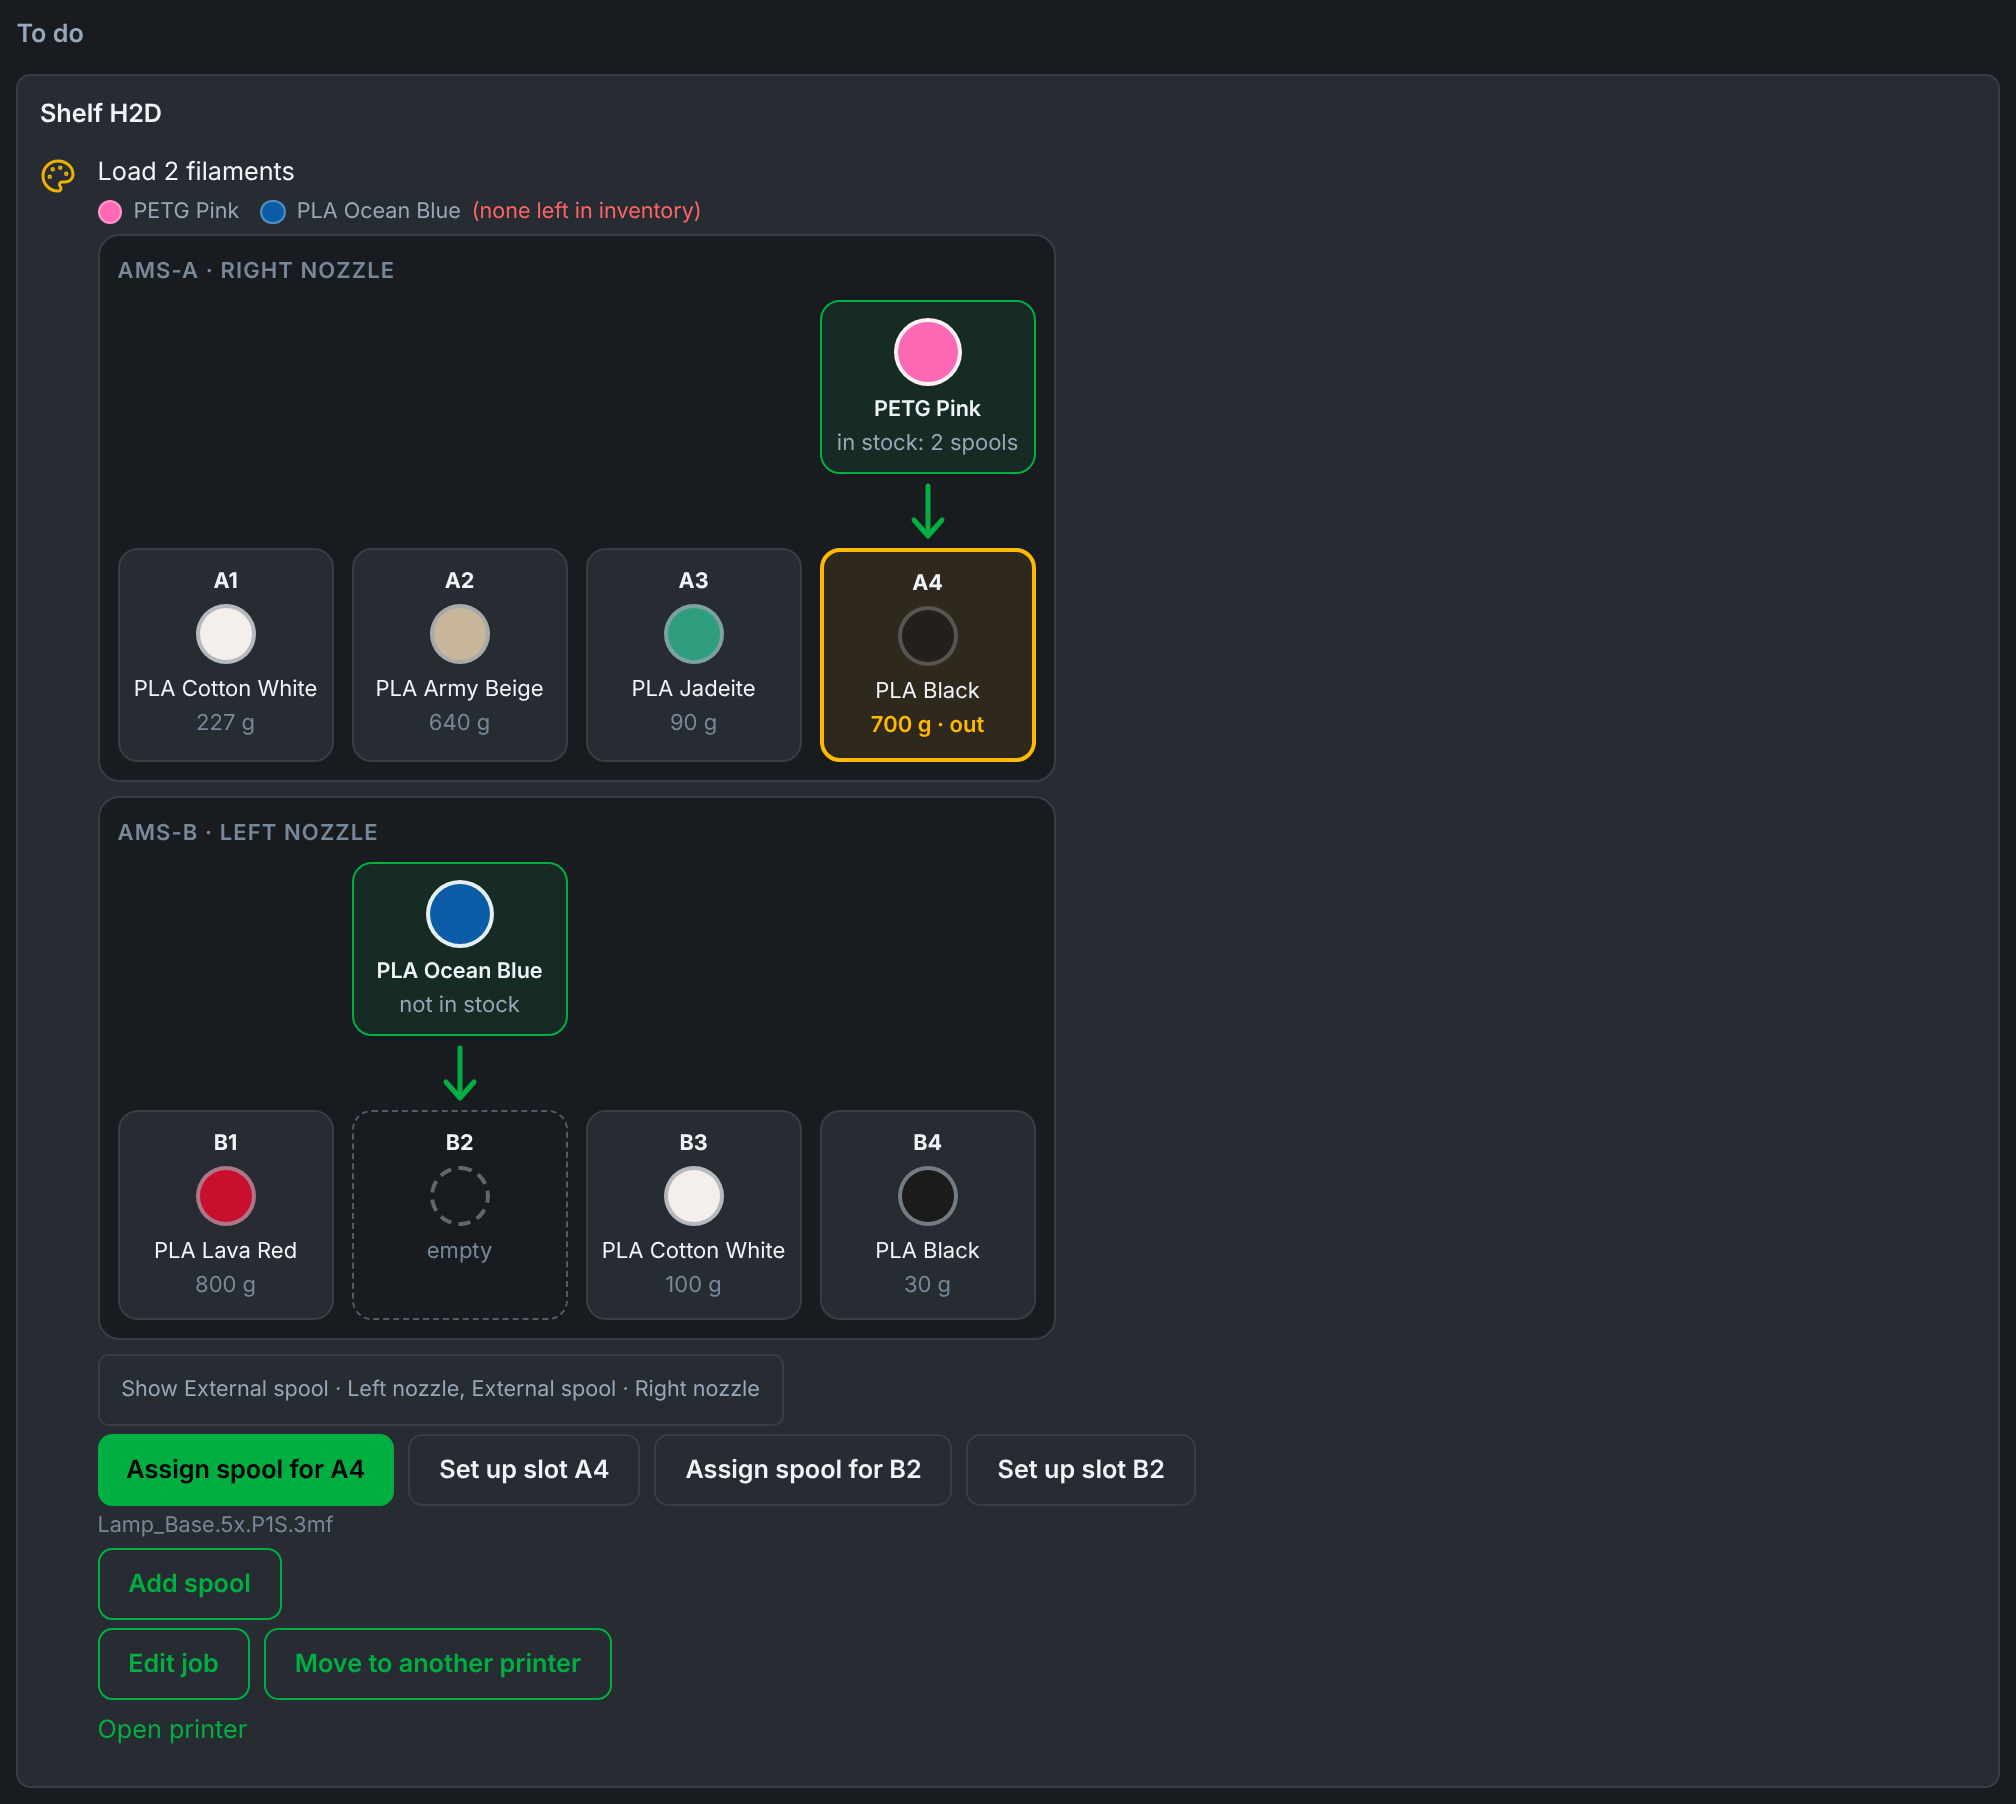 To do
Shelf H2D
Load 2 filaments
PETG Pink PLA Ocean Blue (none left in inventory)
AMS-A · RIGHT NOZZLE
PETG Pink
in stock: 2 spools
A1 A2 A3 A4
PLA Cotton White PLA Army Beige PLA Jadeite PLA Black
227 g 640 g 90 g 700 g · out
AMS-B · LEFT NOZZLE
PLA Ocean Blue
not in stock
B1 B2 B3 B4
PLA Lava Red empty PLA Cotton White PLA Black
800 g 100 g 30 g
Show External spool · Left nozzle, External spool · Right nozzle
Assign spool for A4 Set up slot A4 Assign spool for B2 Set up slot B2
Lamp_Base.5x.P1S.3mf
Add spool
Edit job Move to another printer
Open printer